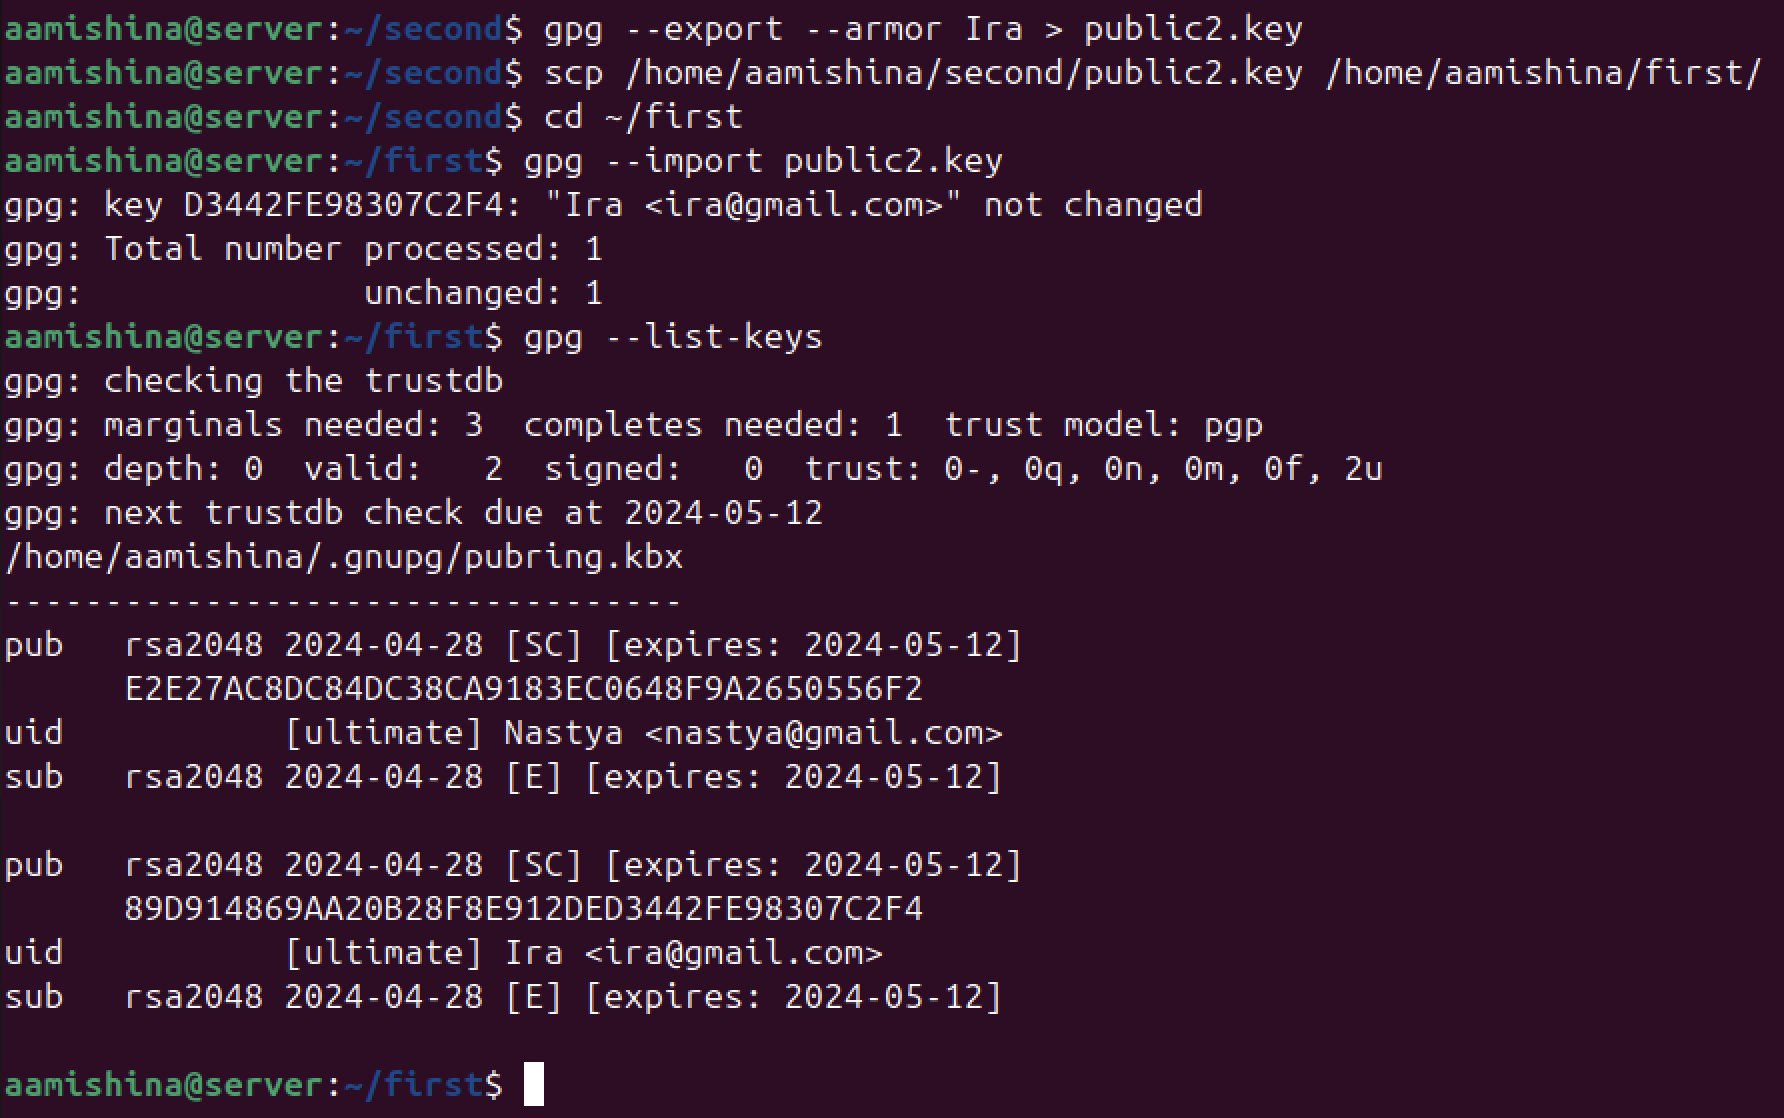 aamishina@server:~/second$ gpg --export --armor Ira > public2.key
aamishina@server:~/second$ scp /home/aamishina/second/public2.key /home/aamishina/first/
aamishina@server:~/second$ cd ~/first
aamishina@server:~/first$ gpg --import public2.key
gpg: key D3442FE98307C2F4: "Ira <ira@gmail.com>" not changed
gpg: Total number processed: 1
gpg:              unchanged: 1
aamishina@server:~/first$ gpg --list-keys
gpg: checking the trustdb
gpg: marginals needed: 3  completes needed: 1  trust model: pgp
gpg: depth: 0  valid:   2  signed:   0  trust: 0-, 0q, 0n, 0m, 0f, 2u
gpg: next trustdb check due at 2024-05-12
/home/aamishina/.gnupg/pubring.kbx
----------------------------------
pub   rsa2048 2024-04-28 [SC] [expires: 2024-05-12]
      E2E27AC8DC84DC38CA9183EC0648F9A2650556F2
uid           [ultimate] Nastya <nastya@gmail.com>
sub   rsa2048 2024-04-28 [E] [expires: 2024-05-12]

pub   rsa2048 2024-04-28 [SC] [expires: 2024-05-12]
      89D914869AA20B28F8E912DED3442FE98307C2F4
uid           [ultimate] Ira <ira@gmail.com>
sub   rsa2048 2024-04-28 [E] [expires: 2024-05-12]

aamishina@server:~/first$